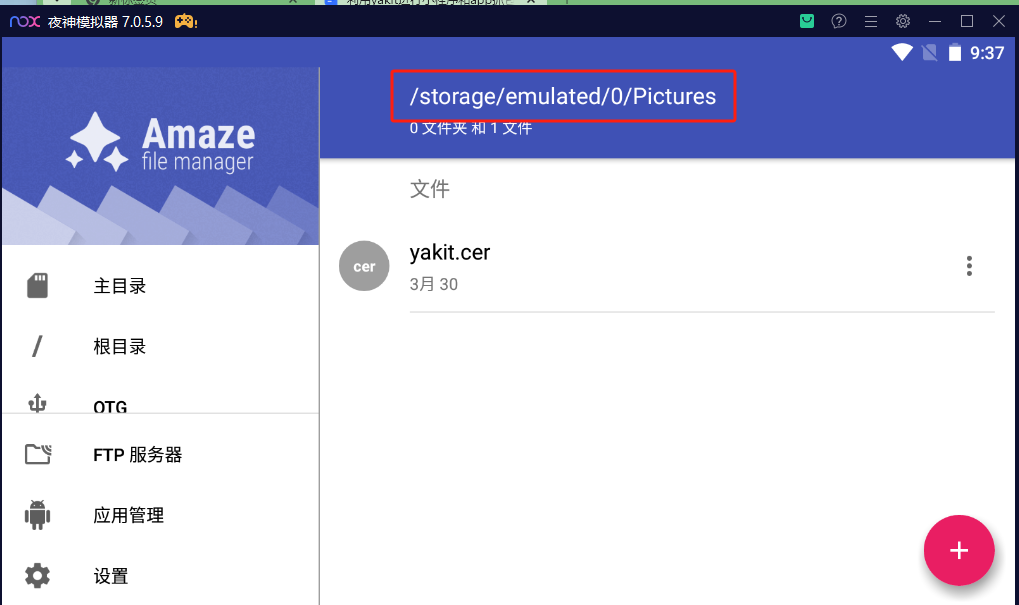 nox 夜神模拟器 7.0.5.9
9:37
Amaze
file manager
/storage/emulated/0/Pictures
0 文件夹 和 1 文件
文件
cer
yakit.cer
3月 30
主目录
根目录
OTG
FTP 服务器
应用管理
设置